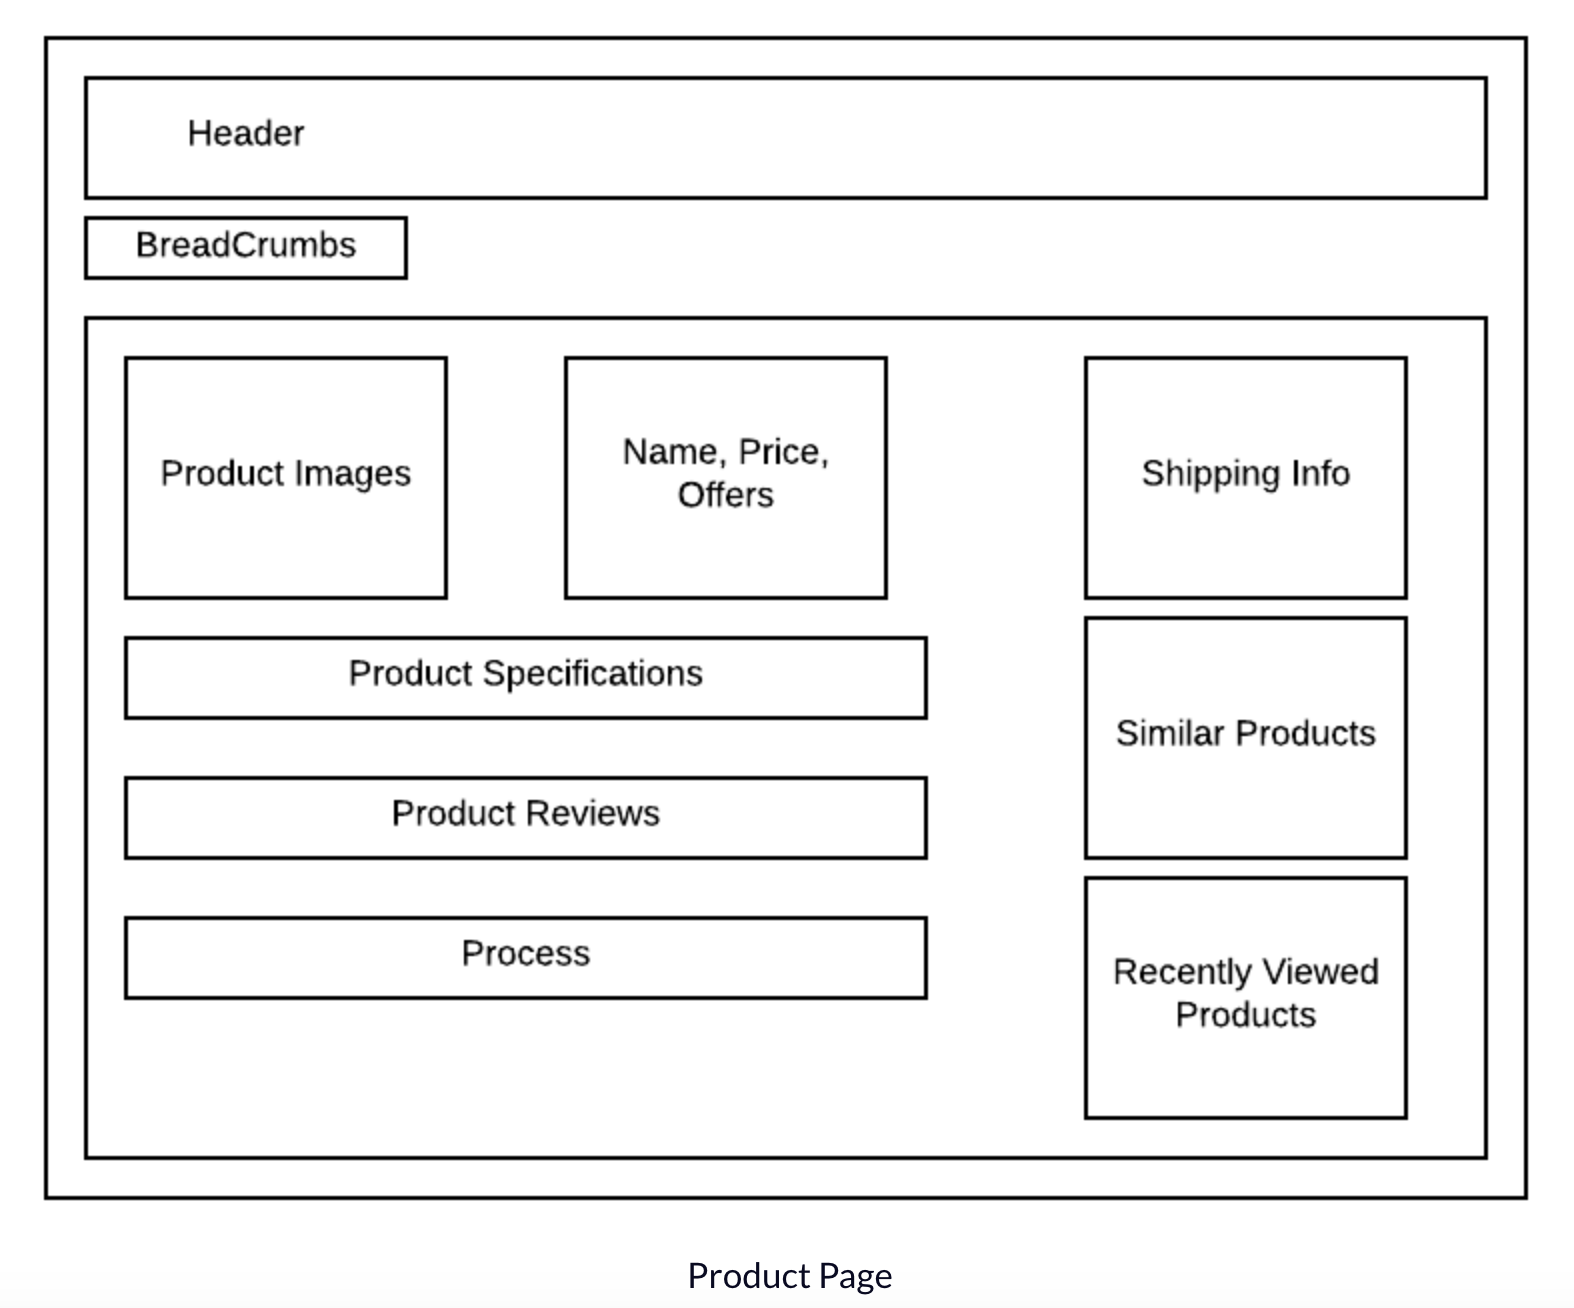 Header
BreadCrumbs
Product Images
Name, Price,
Offers
Shipping Info
Product Specifications
Similar Products
Product Reviews
Process
Recently Viewed
Products
Product Page